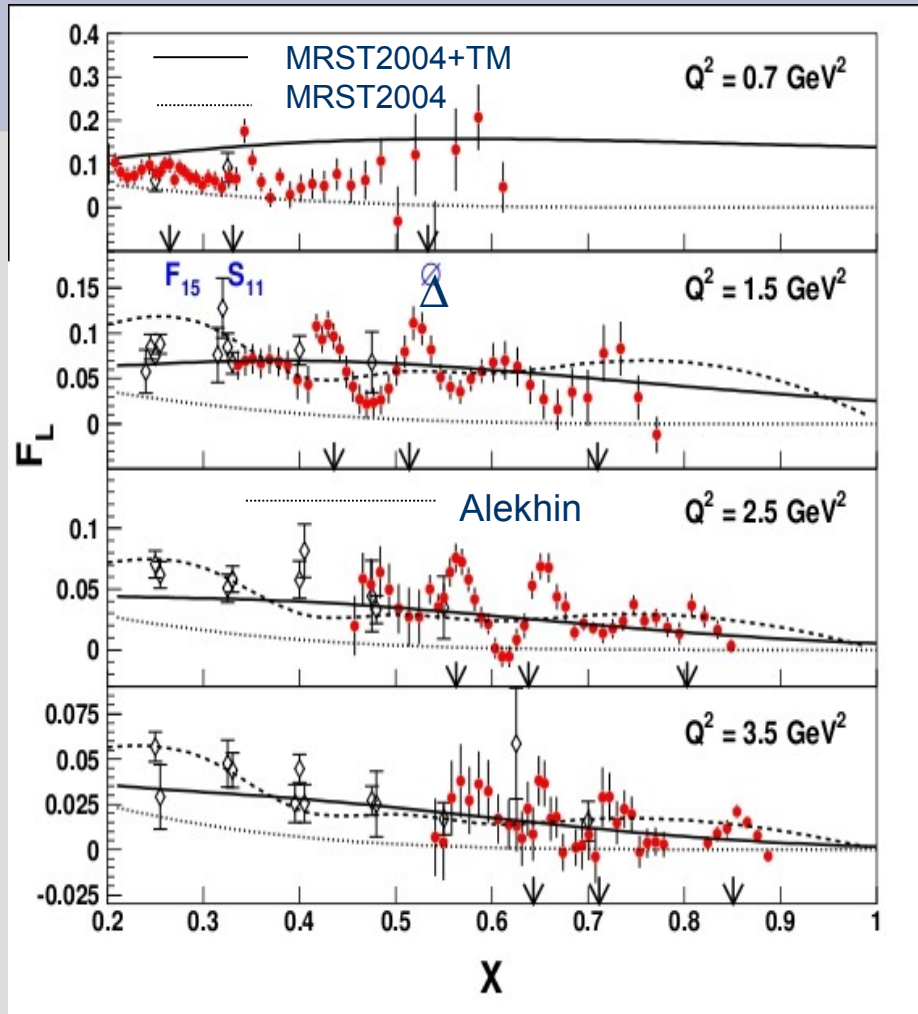 0.4
MRST2004+TM
Q² = 0.7 GeV²
0.3
MRST2004
0.2
0.1
0
F₁₅ S₁₁ ∅
Δ
Q² = 1.5 GeV²
0.15
0.1
0.05
0
F_L
Alekhin
Q² = 2.5 GeV²
0.1
0.05
0
Q² = 3.5 GeV²
0.075
0.05
0.025
0
-0.025
0.2 0.3 0.4 0.5 0.6 0.7 0.8 0.9 1
X